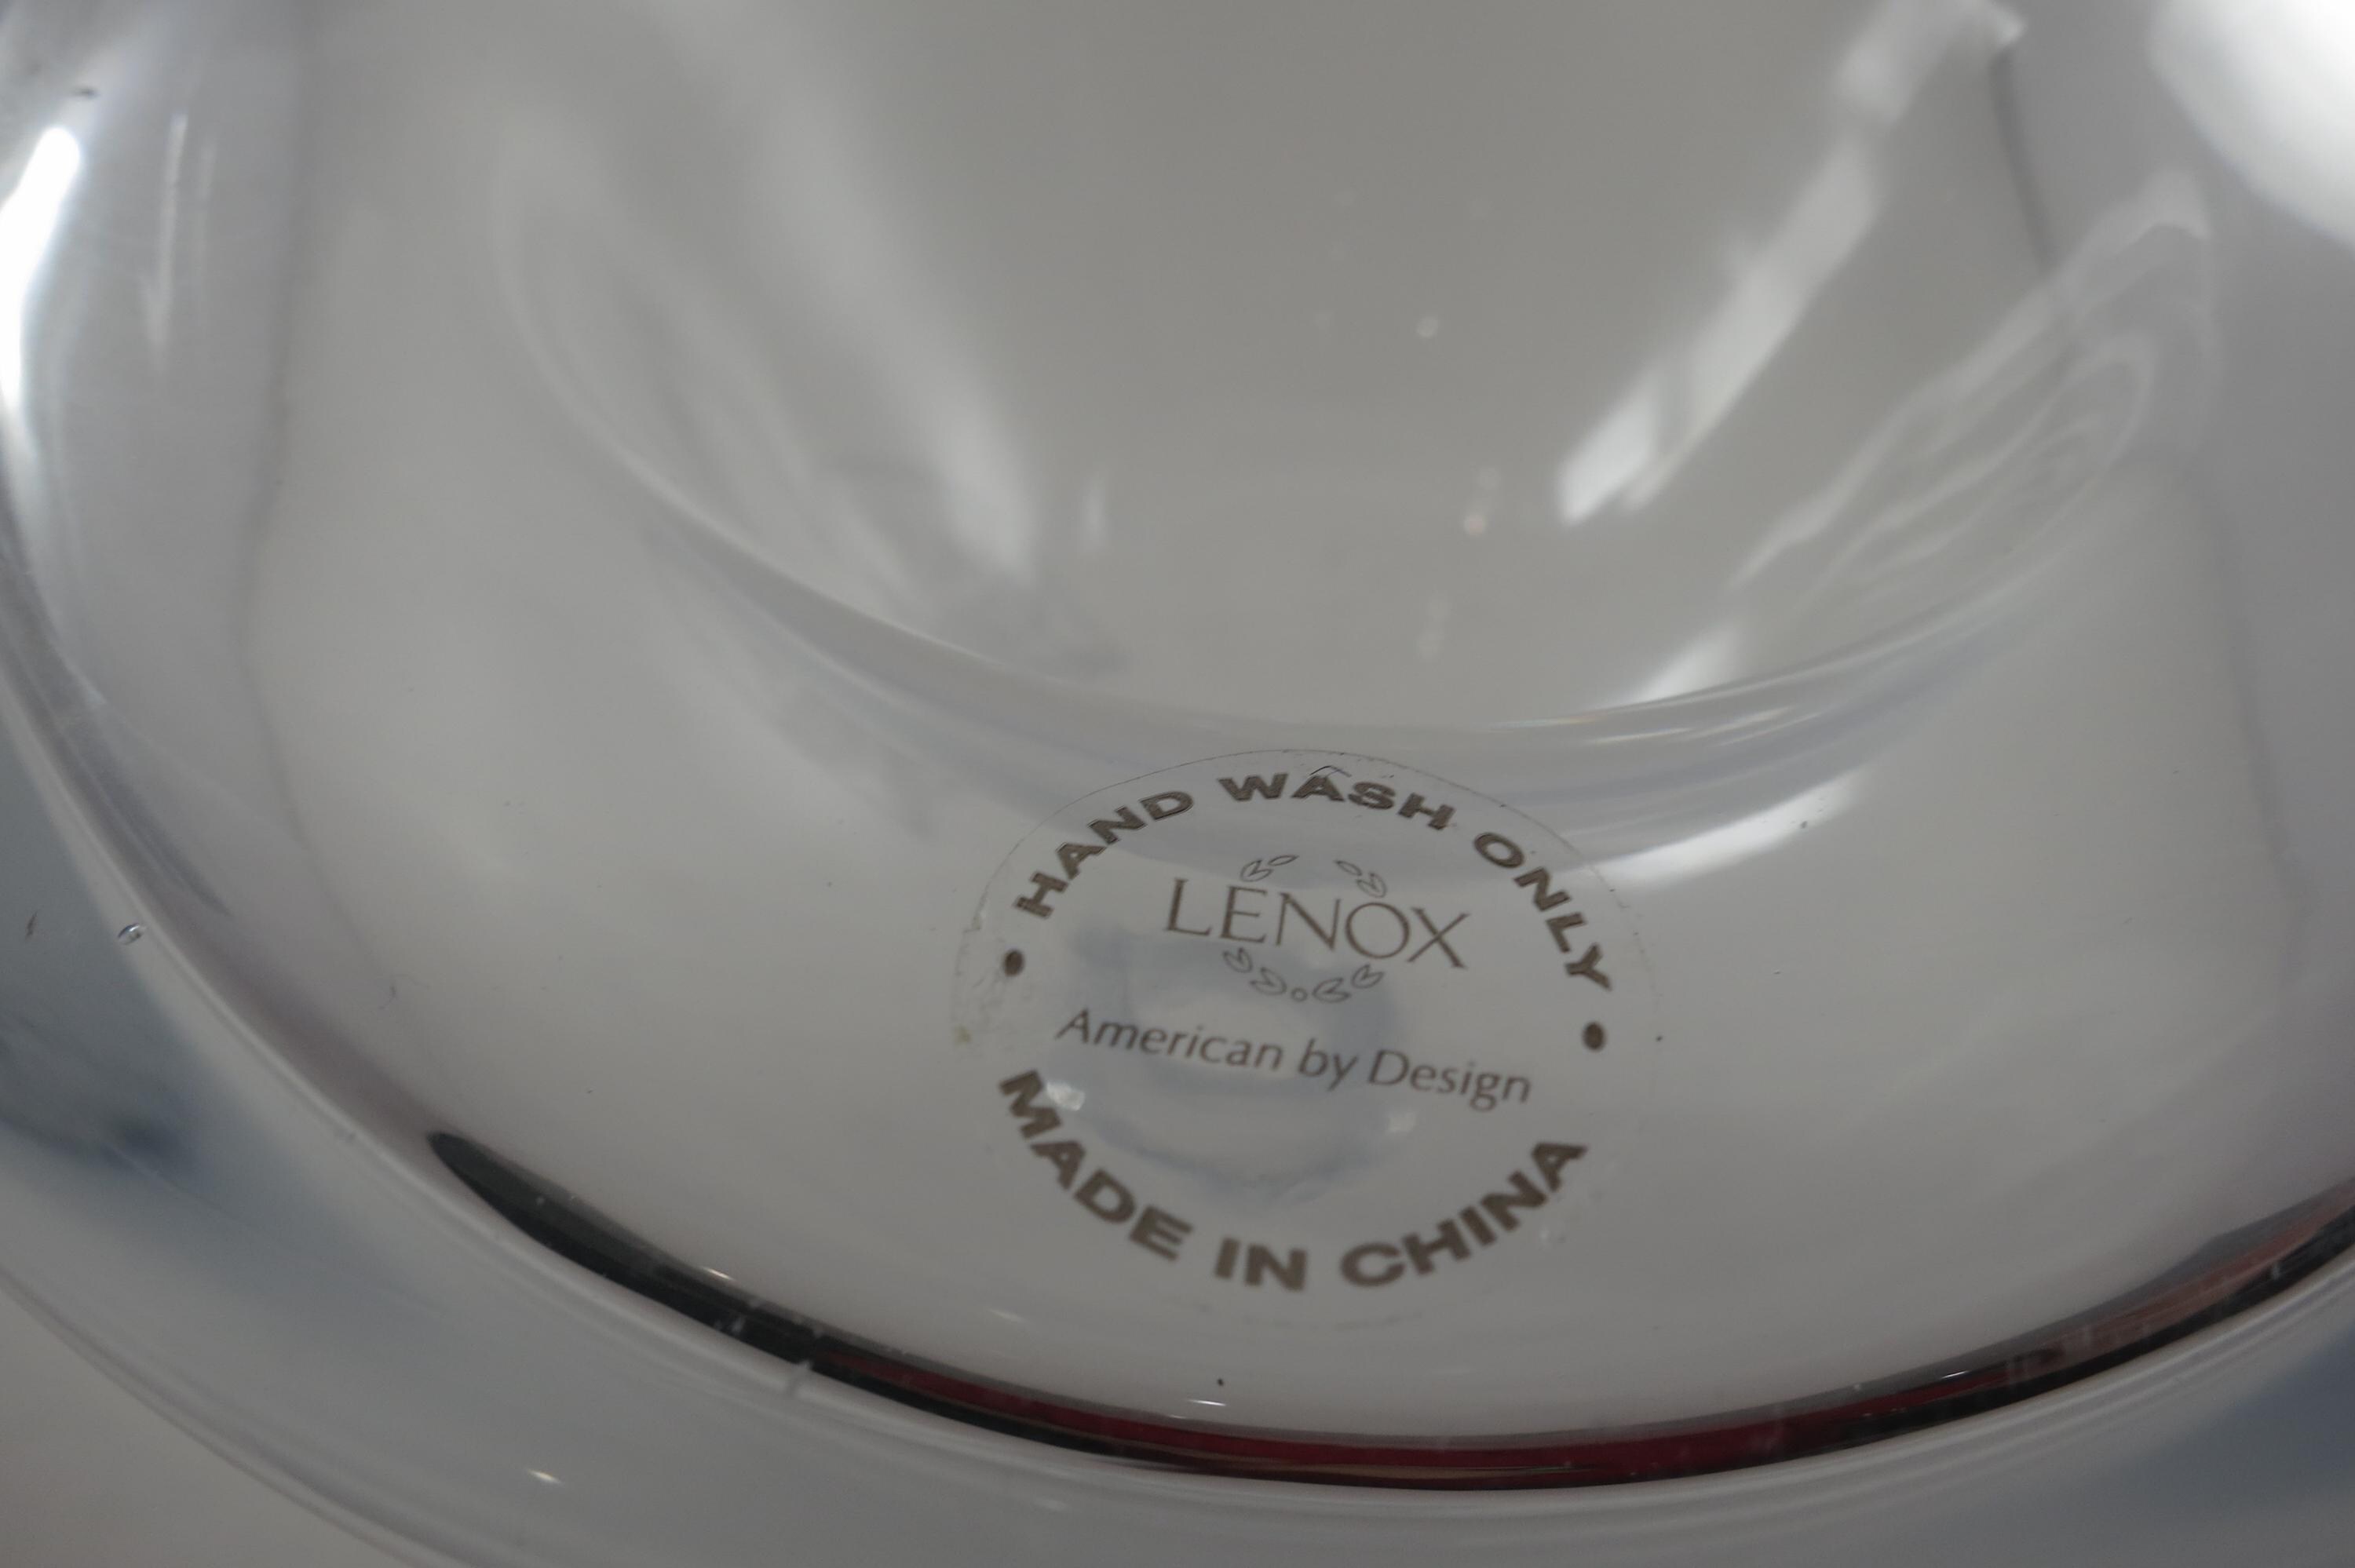 HAND WASH ONLY
LENOX
American by Design
MADE IN CHINA